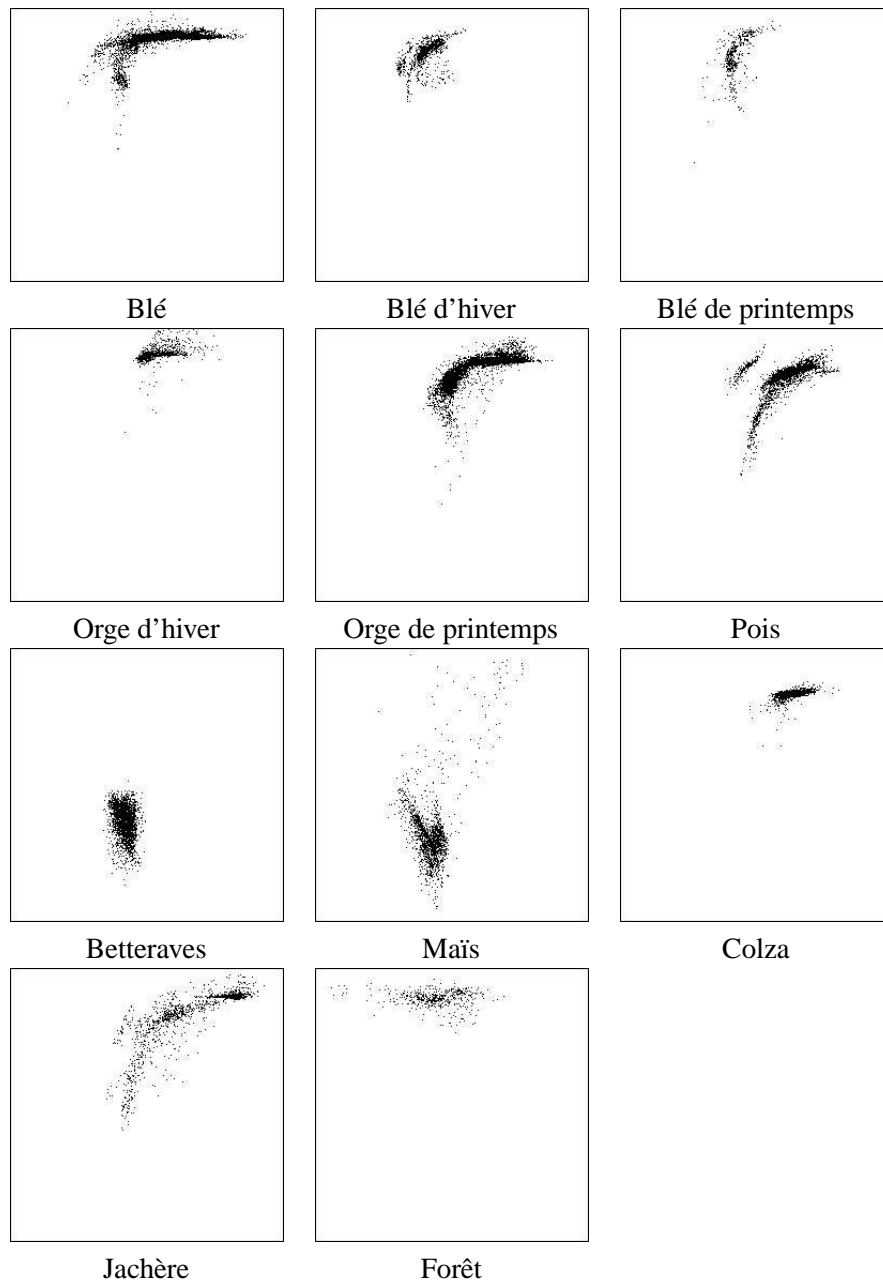 Blé Blé d'hiver Blé de printemps
Orge d'hiver Orge de printemps Pois
Betteraves Maïs Colza
Jachère Forêt